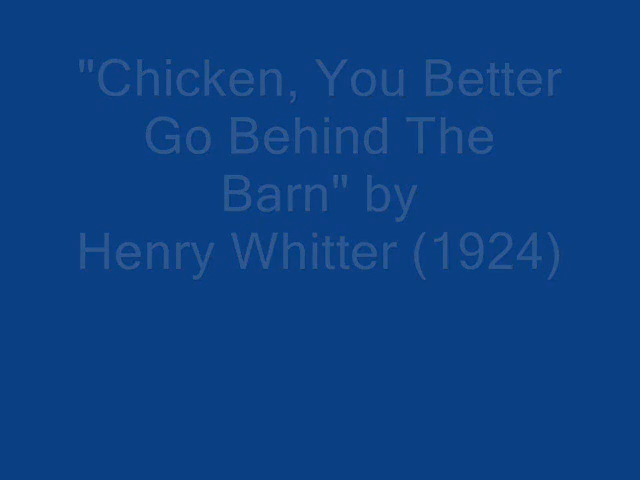 "Chicken, You Better
Go Behind The
Barn" by
Henry Whitter (1924)